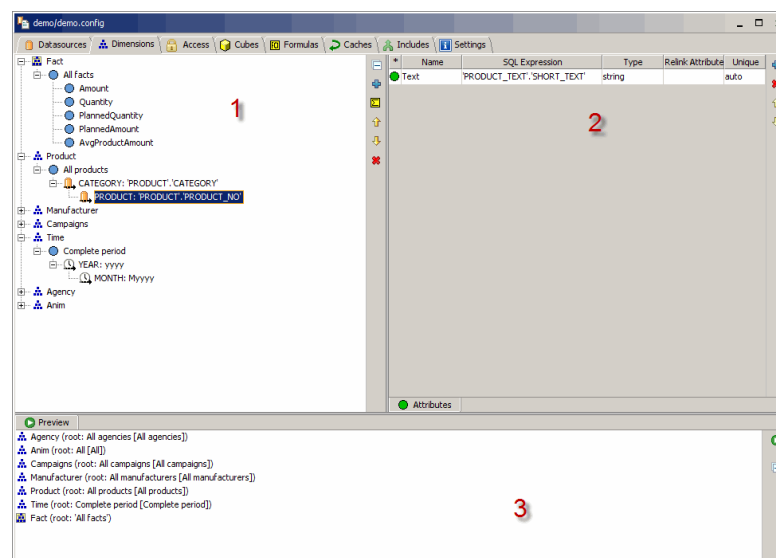 demo/demo.config
Datasources Dimensions Access Cubes Formulas Caches Includes Settings
Fact
All facts
Amount
Quantity
PlannedQuantity
PlannedAmount
AvgProductAmount
Product
All products
CATEGORY: 'PRODUCT'.'CATEGORY'
PRODUCT: 'PRODUCT'.'PRODUCT_NO'
Manufacturer
Campaigns
Time
Complete period
YEAR: yyyy
MONTH: Myyyy
Agency
Anim
1
* Name SQL Expression Type Relink Attribute Unique
Text 'PRODUCT_TEXT'.'SHORT_TEXT' string auto
2
Attributes
Preview
Agency (root: All agencies [All agencies])
Anim (root: All [All])
Campaigns (root: All campaigns [All campaigns])
Manufacturer (root: All manufacturers [All manufacturers])
Product (root: All products [All products])
Time (root: Complete period [Complete period])
Fact (root: 'All facts')
3